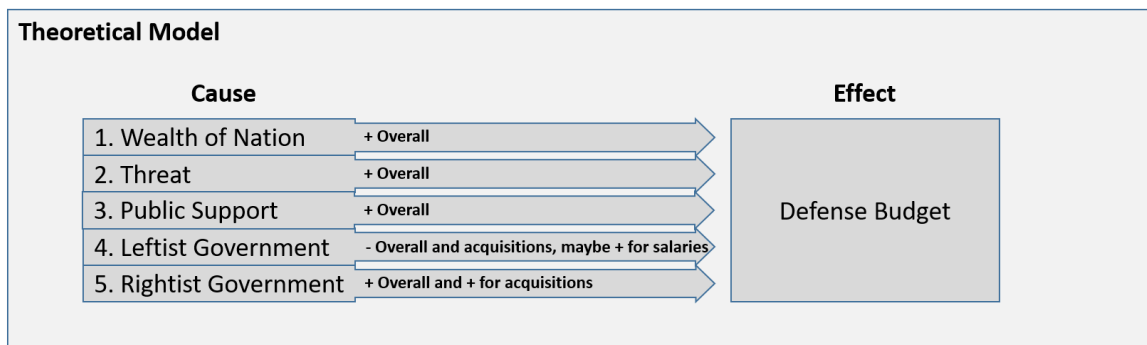 Theoretical Model
Cause
Effect
1. Wealth of Nation
+ Overall
2. Threat
+ Overall
3. Public Support
+ Overall
4. Leftist Government
- Overall and acquisitions, maybe + for salaries
5. Rightist Government
+ Overall and + for acquisitions
Defense Budget